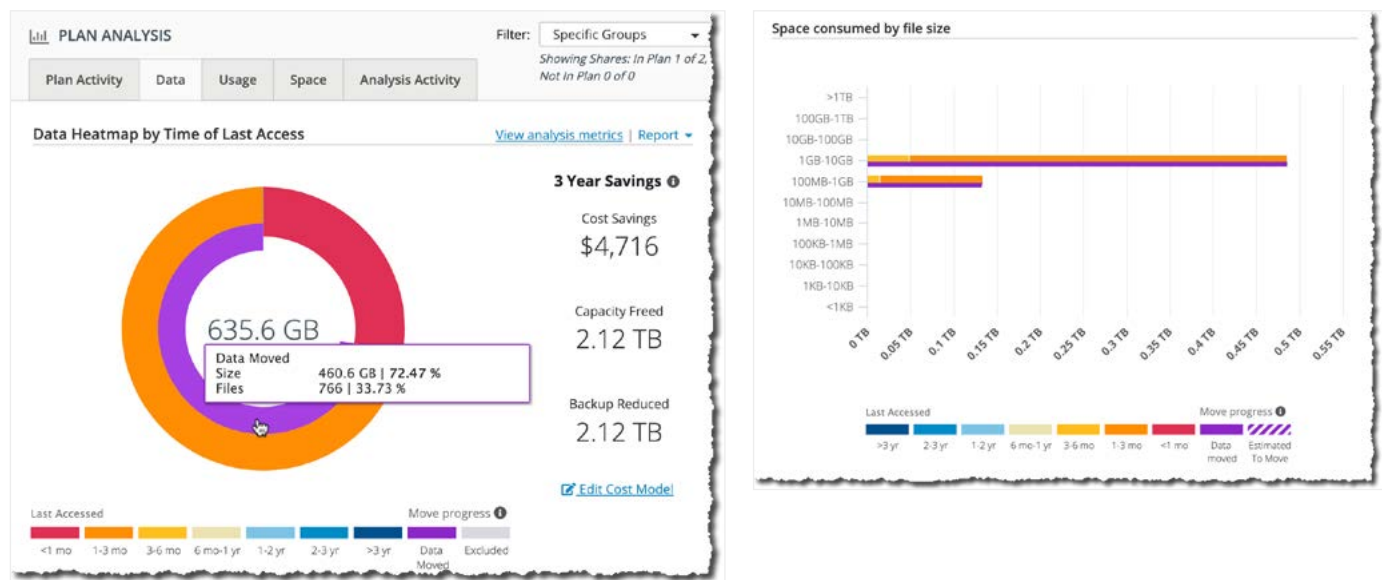 PLAN ANALYSIS
Filter:
Specific Groups
Showing Shares: In Plan 1 of 2,
Not In Plan 0 of 0
Plan Activity
Data
Usage
Space
Analysis Activity
Data Heatmap by Time of Last Access
View analysis metrics | Report
3 Year Savings
Cost Savings
$4,716
Capacity Freed
2.12 TB
Backup Reduced
2.12 TB
Edit Cost Model
635.6 GB
Data Moved
Size 460.6 GB | 72.47 %
Files 766 | 33.73 %
Last Accessed
Move progress
<1 mo
1-3 mo
3-6 mo
6 mo-1 yr
1-2 yr
2-3 yr
>3 yr
Data
Moved
Excluded
Space consumed by file size
>1TB
100GB-1TB
10GB-100GB
1GB-10GB
100MB-1GB
10MB-100MB
1MB-10MB
100KB-1MB
10KB-100KB
1KB-10KB
<1KB
0 TB
0.05 TB
0.1 TB
0.15 TB
0.2 TB
0.25 TB
0.3 TB
0.35 TB
0.4 TB
0.45 TB
0.5 TB
0.55 TB
Last Accessed
Move progress
>3 yr
2-3 yr
1-2 yr
6 mo-1 yr
3-6 mo
1-3 mo
<1 mo
Data
moved
Estimated
To Move